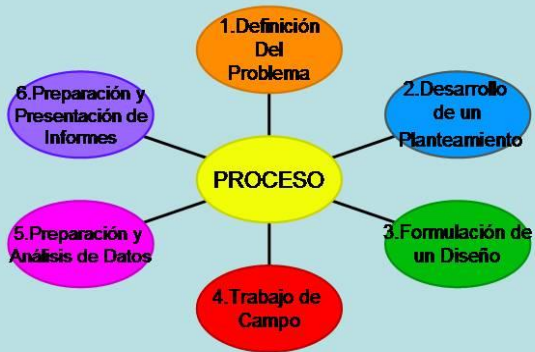 1.Definición
Del
Problema
2.Desarrollo
de un
Planteamiento
3.Formulación de
un Diseño
4.Trabajo de
Campo
5.Preparación y
Análisis de Datos
6.Preparación y
Presentación de
Informes
PROCESO